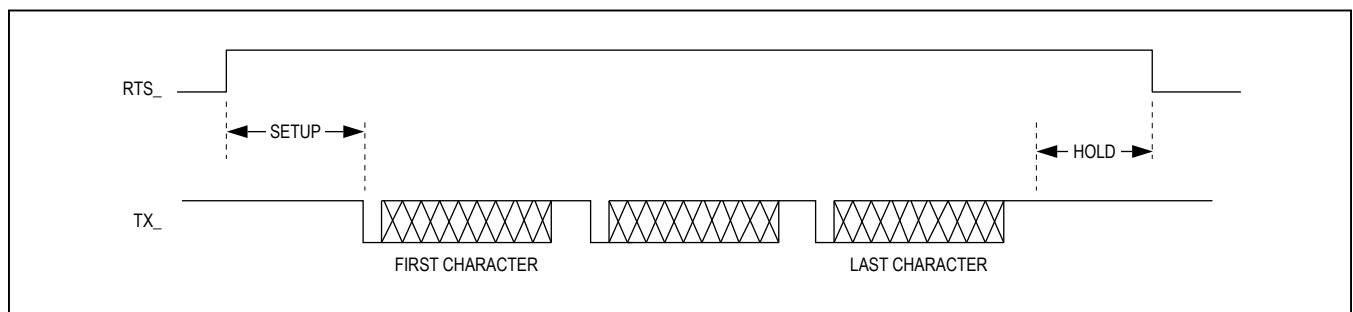 RTS_
SETUP
HOLD
TX_
FIRST CHARACTER
LAST CHARACTER